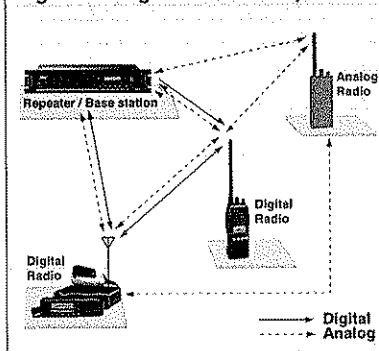 Analog
Radio
Repeater / Base station
Digital
Radio
Digital
Radio
Digital
Analog